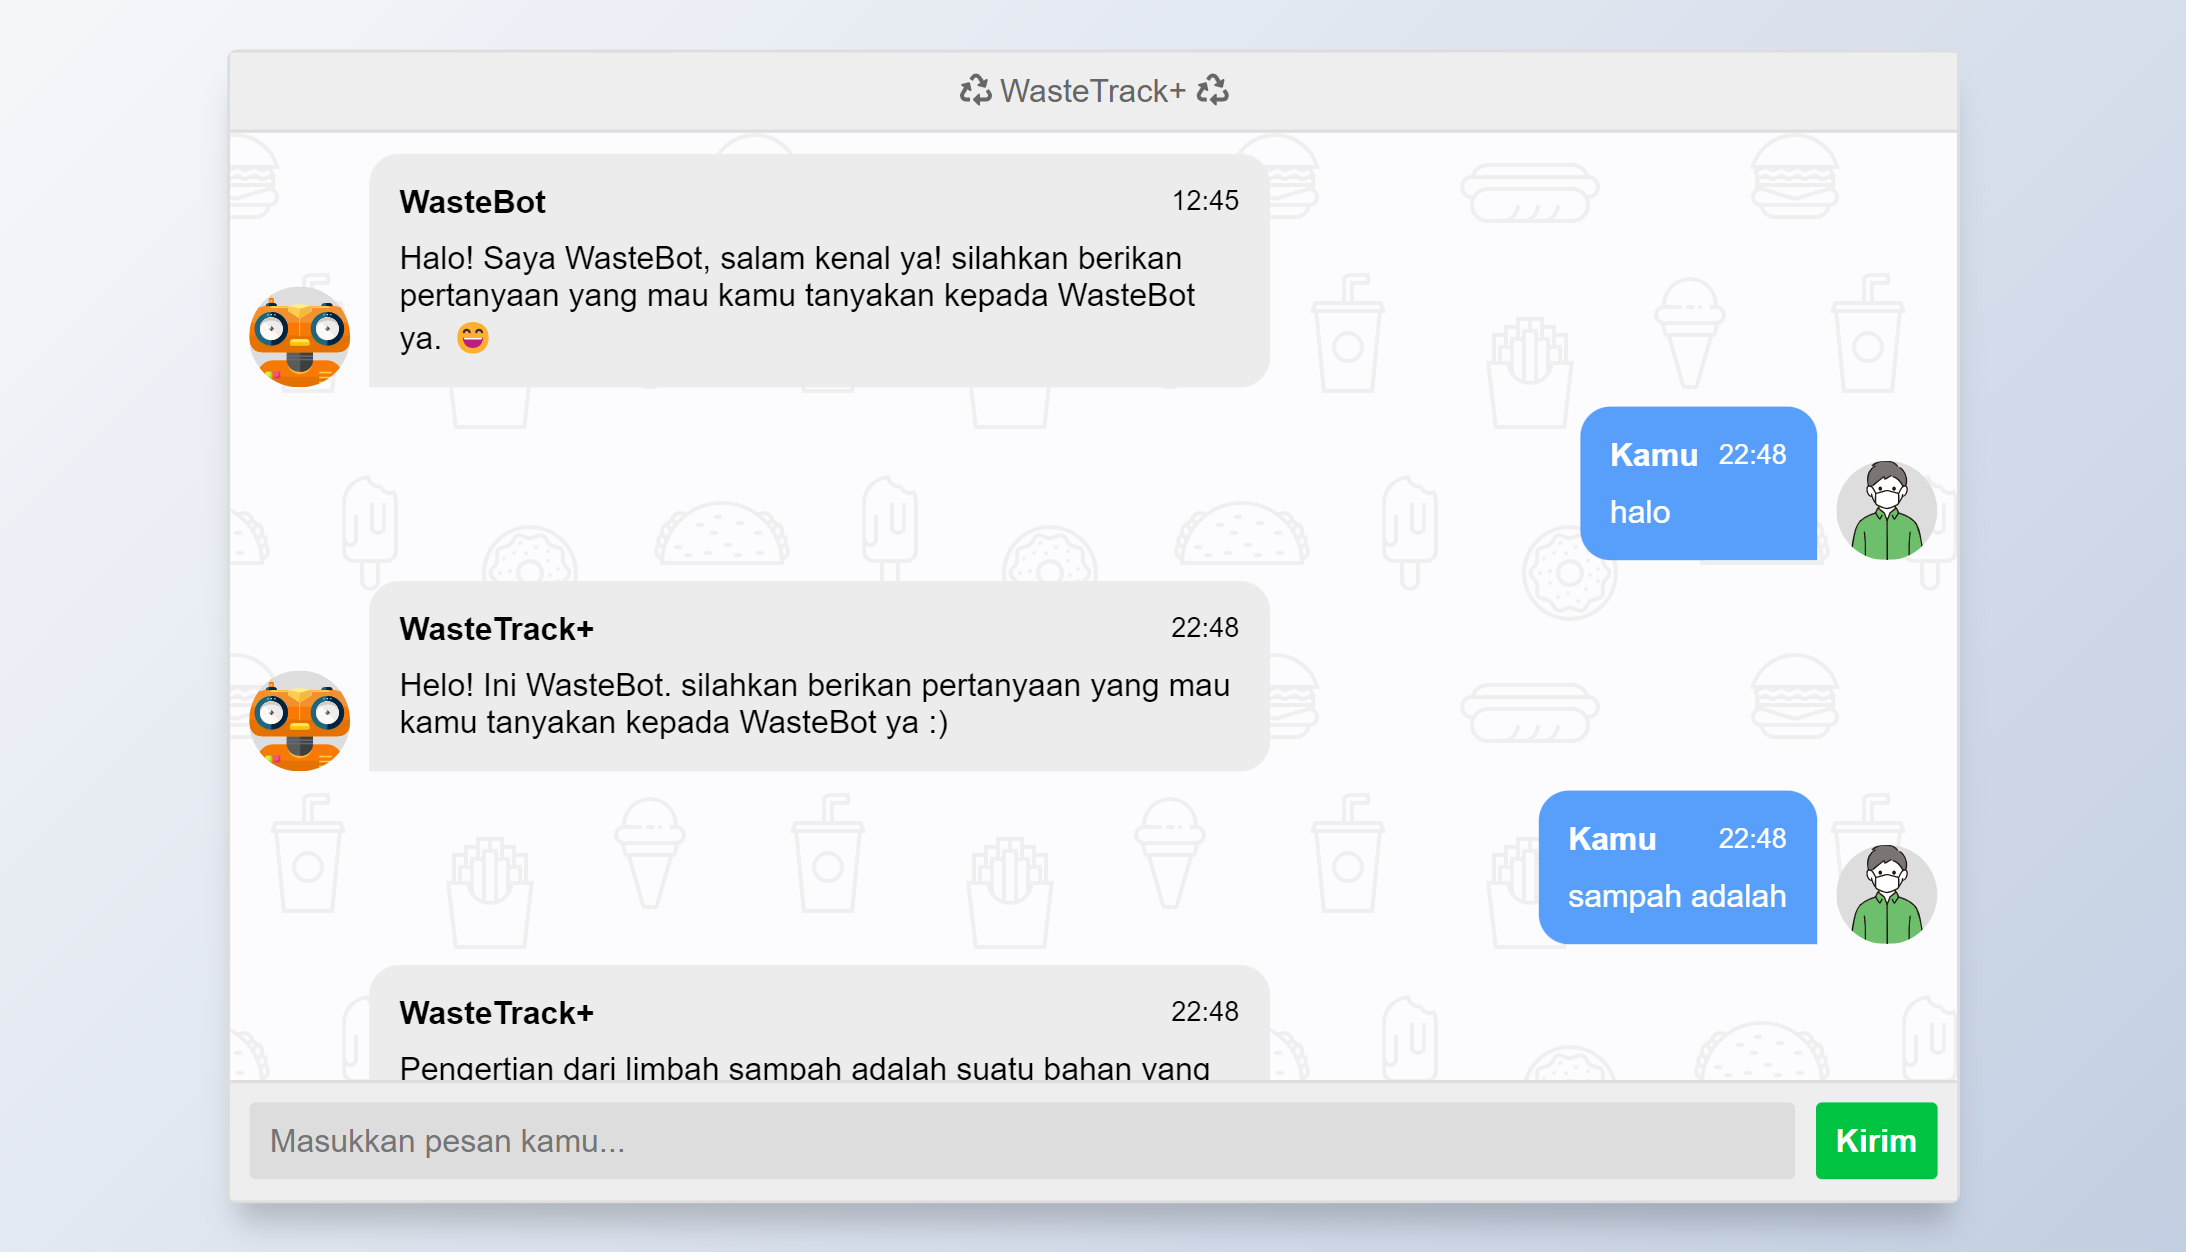 WasteTrack+
WasteBot 12:45
Halo! Saya WasteBot, salam kenal ya! silahkan berikan
pertanyaan yang mau kamu tanyakan kepada WasteBot
ya. 😄
Kamu 22:48
halo
WasteTrack+ 22:48
Helo! Ini WasteBot. silahkan berikan pertanyaan yang mau
kamu tanyakan kepada WasteBot ya :)
Kamu 22:48
sampah adalah
WasteTrack+ 22:48
Pengertian dari limbah sampah adalah suatu bahan yang
Masukkan pesan kamu...
Kirim